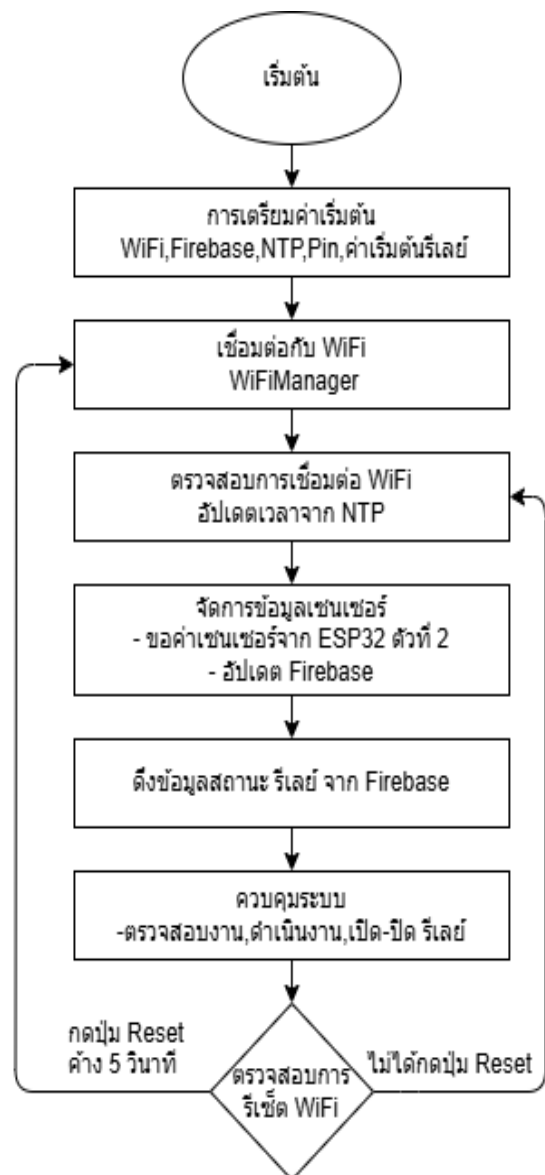 เริ่มต้น
การเตรียมค่าเริ่มต้น
WiFi,Firebase,NTP,Pin,ค่าเริ่มต้นรีเลย์
เชื่อมต่อกับ WiFi
WiFiManager
ตรวจสอบการเชื่อมต่อ WiFi
อัปเดตเวลาจาก NTP
จัดการข้อมูลเซนเซอร์
- ขอค่าเซนเซอร์จาก ESP32 ตัวที่ 2
- อัปเดต Firebase
ดึงข้อมูลสถานะ รีเลย์ จาก Firebase
ควบคุมระบบ
-ตรวจสอบงาน,ดำเนินงาน,เปิด-ปิด รีเลย์
กดปุ่ม Reset
ค้าง 5 วินาที
ตรวจสอบการ
รีเซ็ต WiFi
ไม่ได้กดปุ่ม Reset